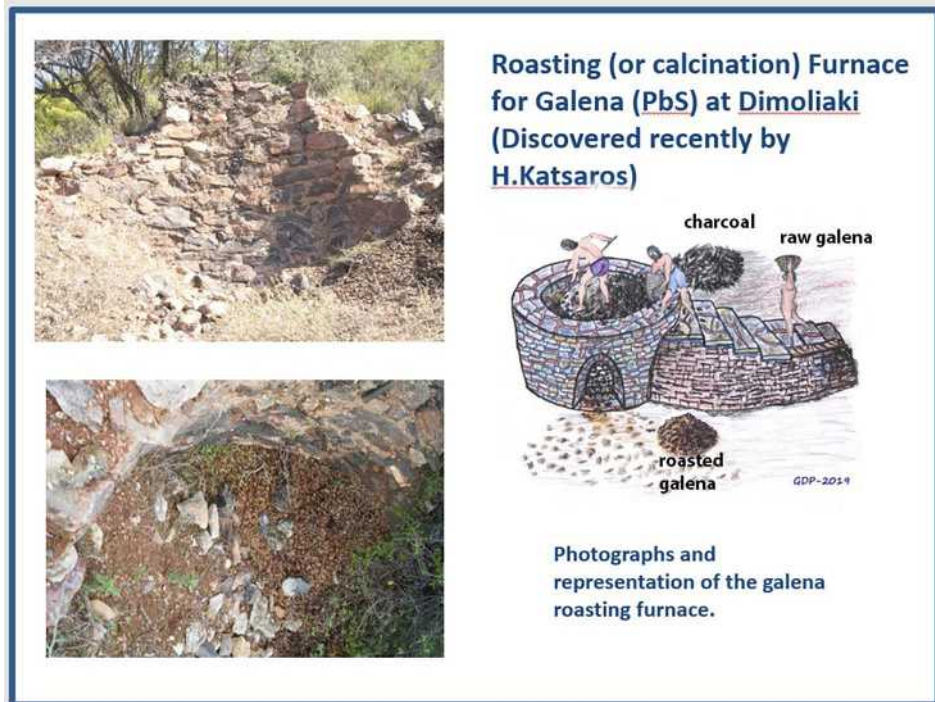 Roasting (or calcination) Furnace
for Galena (PbS) at Dimoliaki
(Discovered recently by
H.Katsaros)
charcoal
raw galena
roasted
galena
GDP-2019
Photographs and
representation of the galena
roasting furnace.